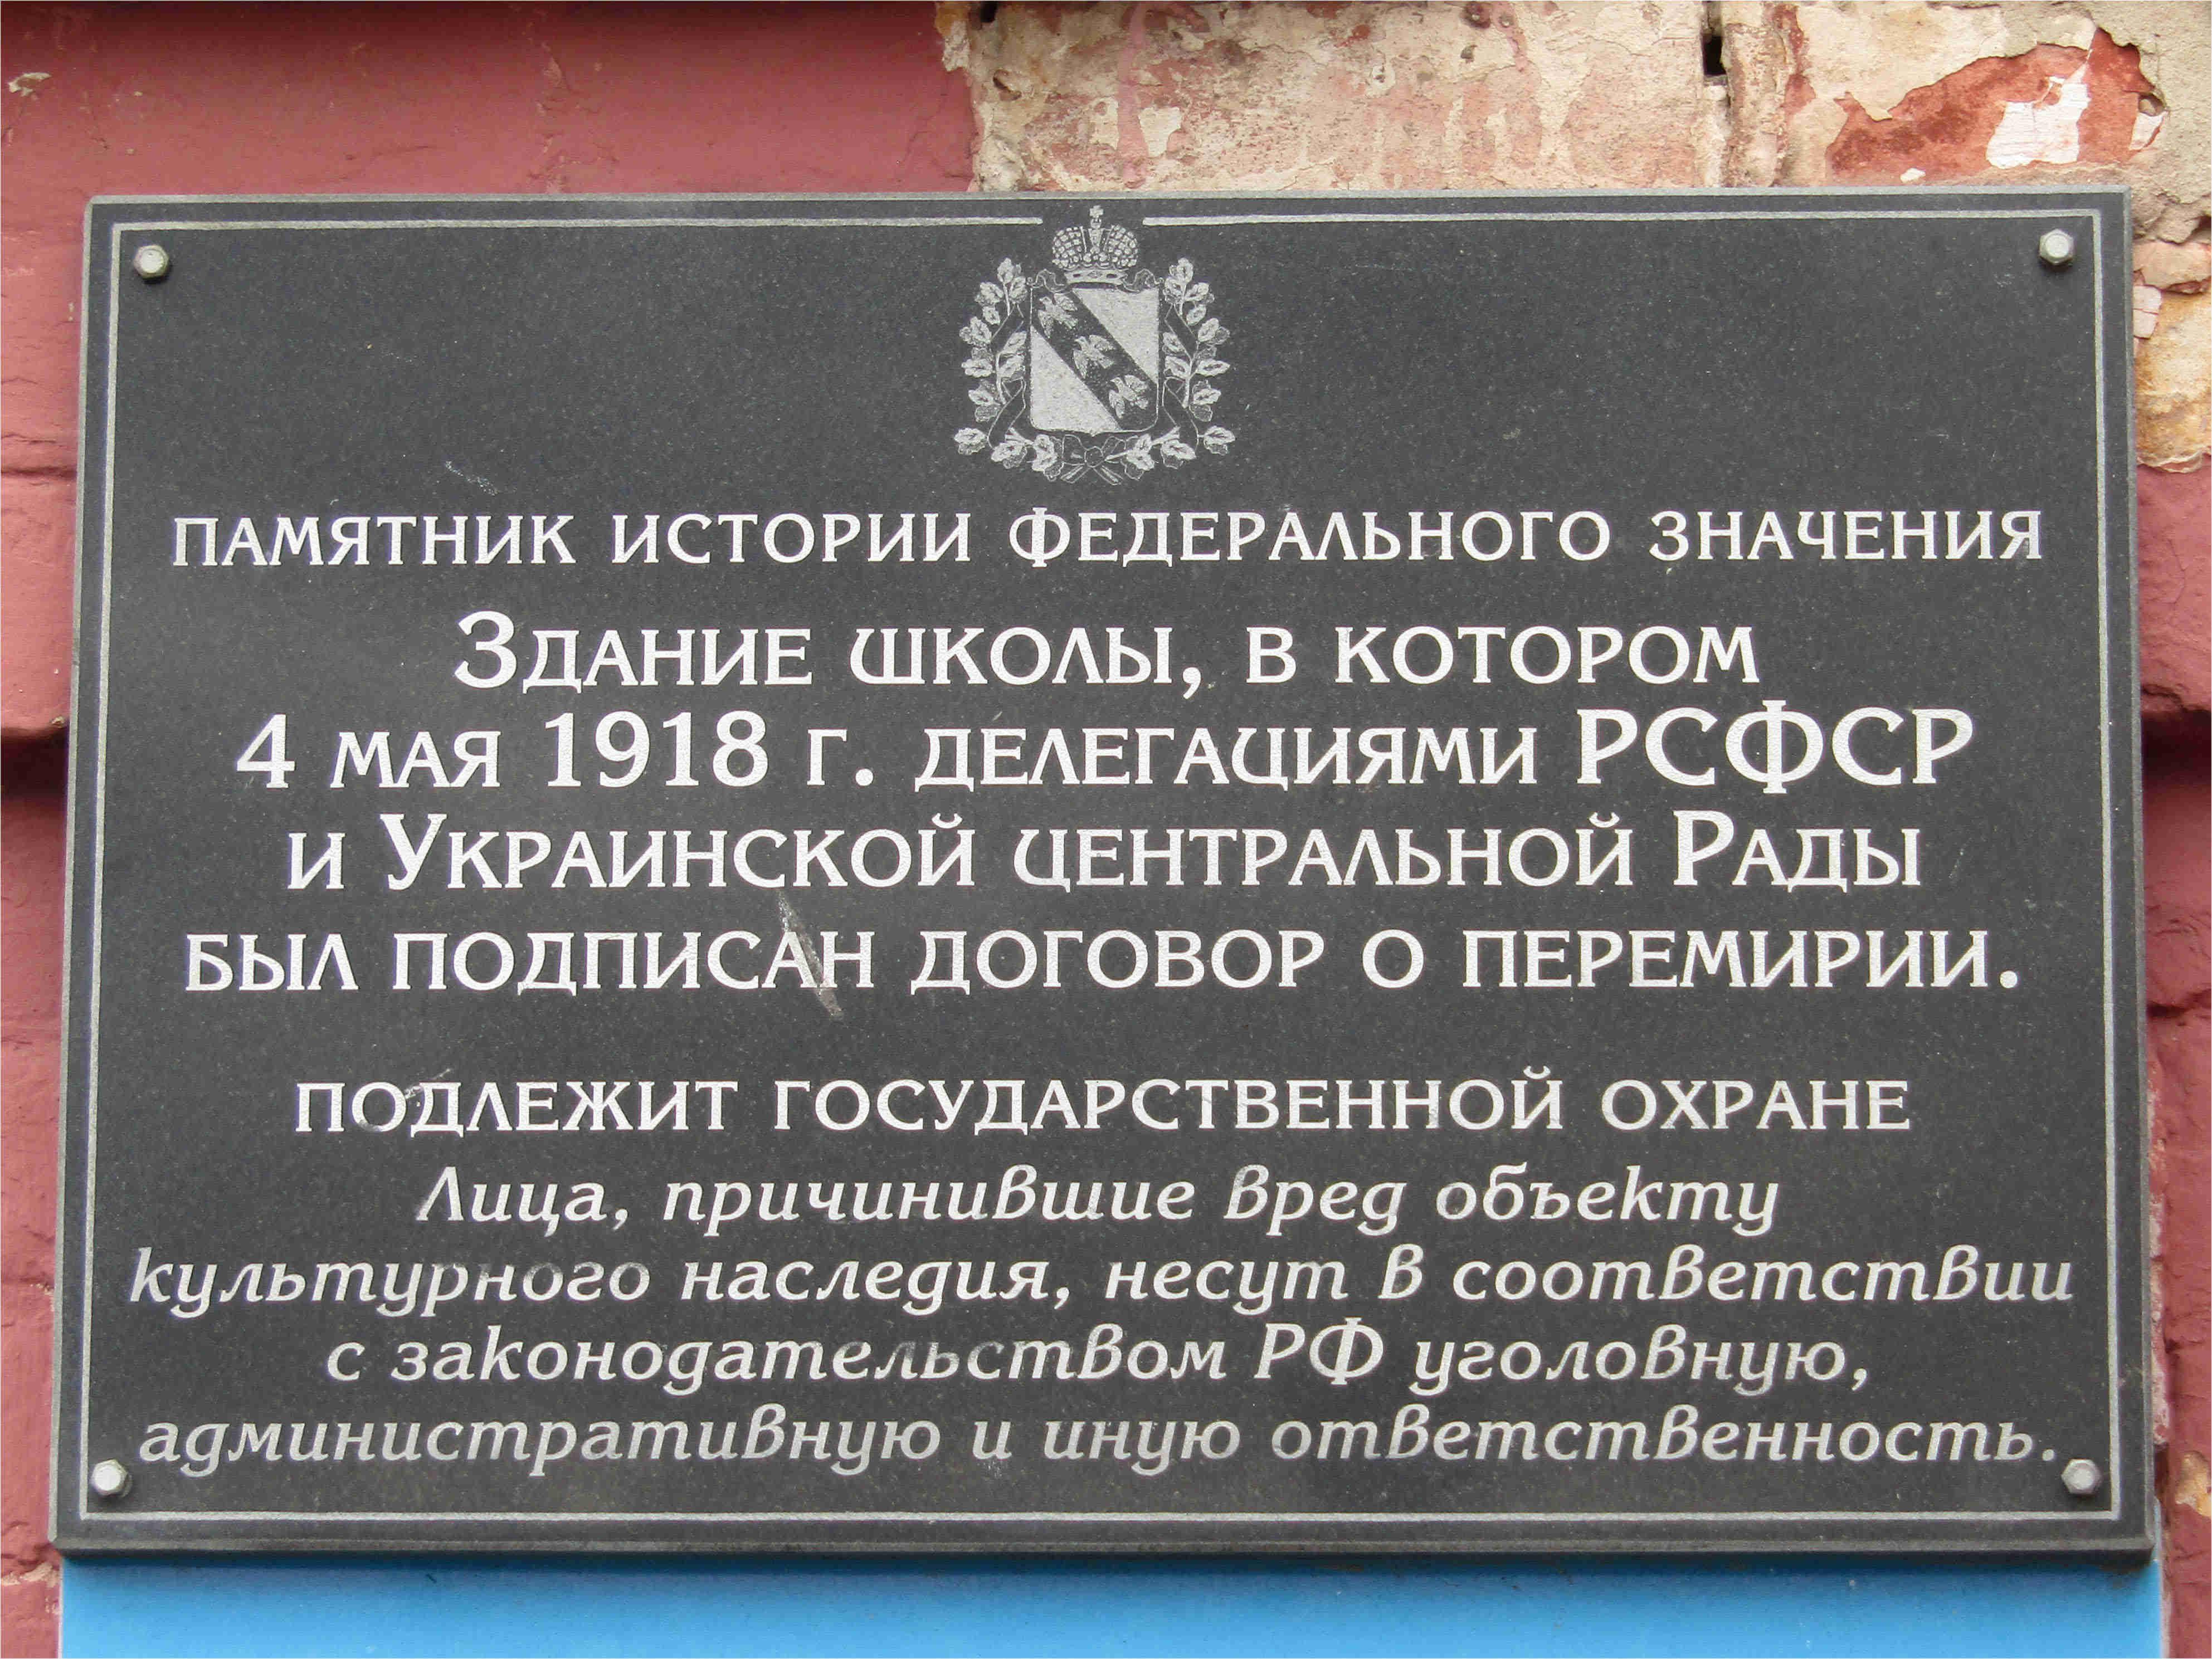 ПАМЯТНИК ИСТОРИИ ФЕДЕРАЛЬНОГО ЗНАЧЕНИЯ
ЗДАНИЕ ШКОЛЫ, В КОТОРОМ
4 МАЯ 1918 Г. ДЕЛЕГАЦИЯМИ РСФСР
И УКРАИНСКОЙ ЦЕНТРАЛЬНОЙ РАДЫ
БЫЛ ПОДПИСАН ДОГОВОР О ПЕРЕМИРИИ.
ПОДЛЕЖИТ ГОСУДАРСТВЕННОЙ ОХРАНЕ
Лица, причинившие вред объекту
культурного наследия, несут в соответствии
с законодательством РФ уголовную,
административную и иную ответственность.